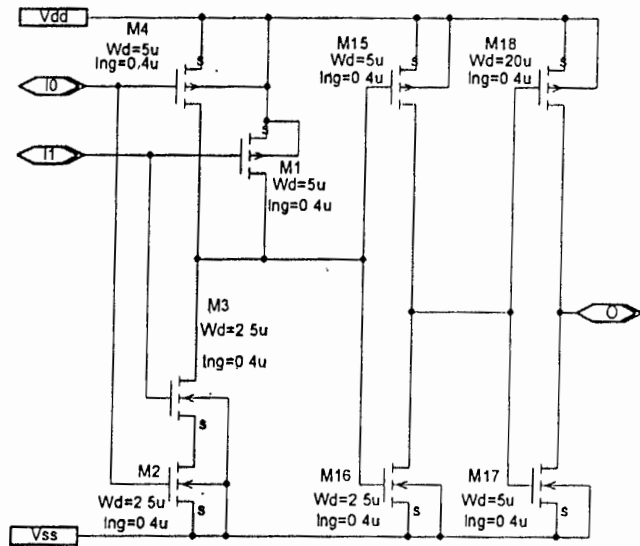 Vdd
M4
Wd=5u
lng=0.4u
s
I0
I1
s
M1
Wd=5u
lng=0 4u
M15
Wd=5u
lng=0 4u
s
M18
Wd=20u
lng=0 4u
s
M3
Wd=2 5u
lng=0 4u
s
O
M2
Wd=2 5u
lng=0 4u
s
M16
Wd=2 5u
lng=0 4u
s
M17
Wd=5u
lng=0 4u
s
Vss